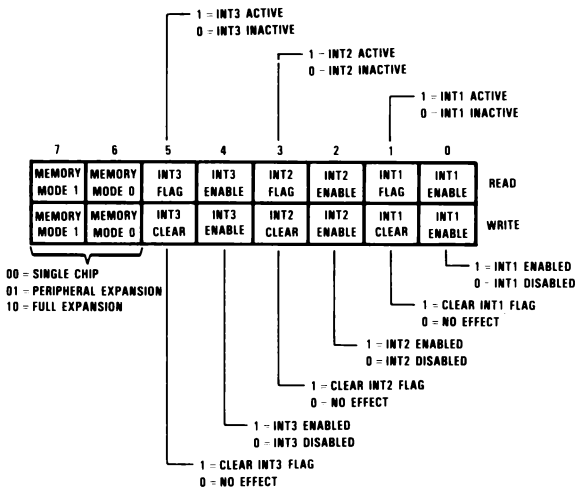 1 = INT3 ACTIVE
0 = INT3 INACTIVE
1 – INT2 ACTIVE
0 – INT2 INACTIVE
1 = INT1 ACTIVE
0 – INT1 INACTIVE
7 6 5 4 3 2 1 0
MEMORY MODE 1 MEMORY MODE 0 INT3 FLAG INT3 ENABLE INT2 FLAG INT2 ENABLE INT1 FLAG INT1 ENABLE READ
MEMORY MODE 1 MEMORY MODE 0 INT3 CLEAR INT3 ENABLE INT2 CLEAR INT2 ENABLE INT1 CLEAR INT1 ENABLE WRITE
00 = SINGLE CHIP
01 = PERIPHERAL EXPANSION
10 = FULL EXPANSION
1 = INT1 ENABLED
0 – INT1 DISABLED
1 = CLEAR INT1 FLAG
0 = NO EFFECT
1 = INT2 ENABLED
0 = INT2 DISABLED
1 = CLEAR INT2 FLAG
0 – NO EFFECT
1 = INT3 ENABLED
0 = INT3 DISABLED
1 = CLEAR INT3 FLAG
0 = NO EFFECT